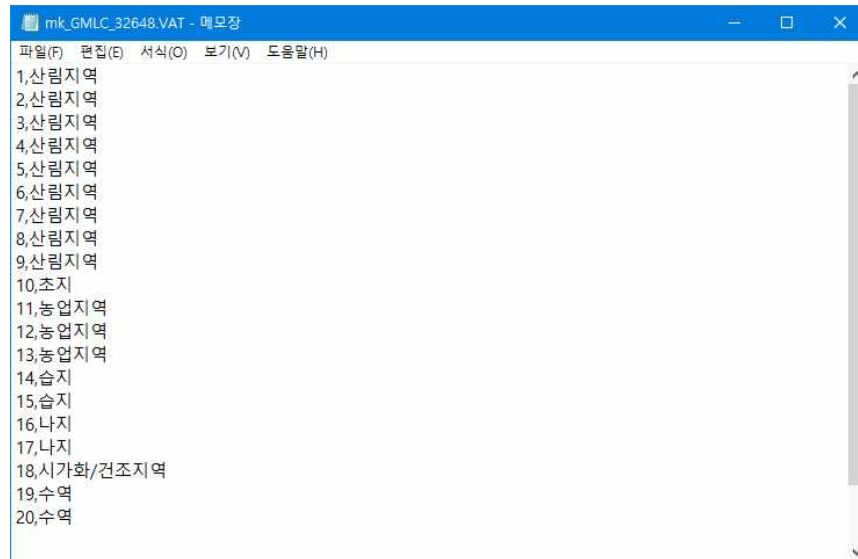 mk_GMLC_32648.VAT - 메모장
파일(F) 편집(E) 서식(O) 보기(V) 도움말(H)
1,산림지역
2,산림지역
3,산림지역
4,산림지역
5,산림지역
6,산림지역
7,산림지역
8,산림지역
9,산림지역
10,초지
11,농업지역
12,농업지역
13,농업지역
14,습지
15,습지
16,나지
17,나지
18,시가화/건조지역
19,수역
20,수역